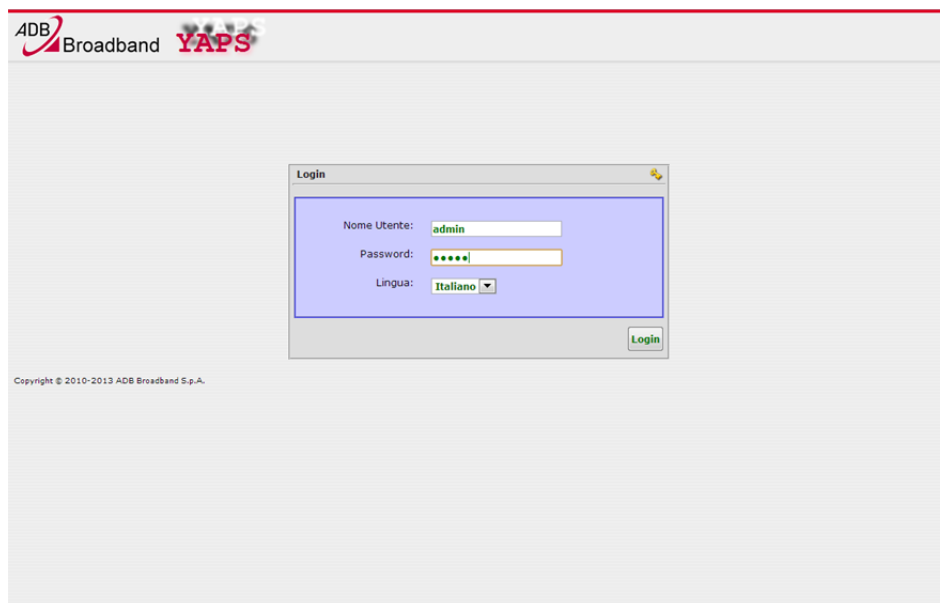 ADB
Broadband YAPS
Login
Nome Utente: admin
Password: •••••
Lingua: Italiano
Login
Copyright © 2010-2013 ADB Broadband S.p.A.